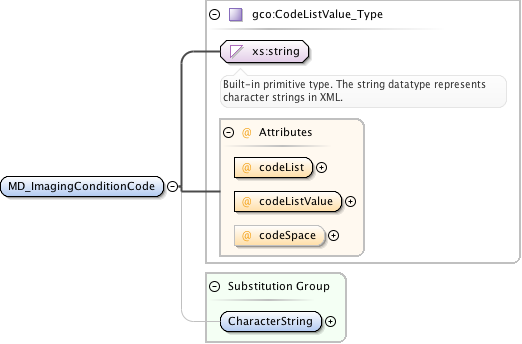 gco:CodeListValue_Type
xs:string
Built-in primitive type. The string datatype represents
character strings in XML.
@ Attributes
@ codeList
MD_ImagingConditionCode
@ codeListValue
@ codeSpace
Substitution Group
CharacterString